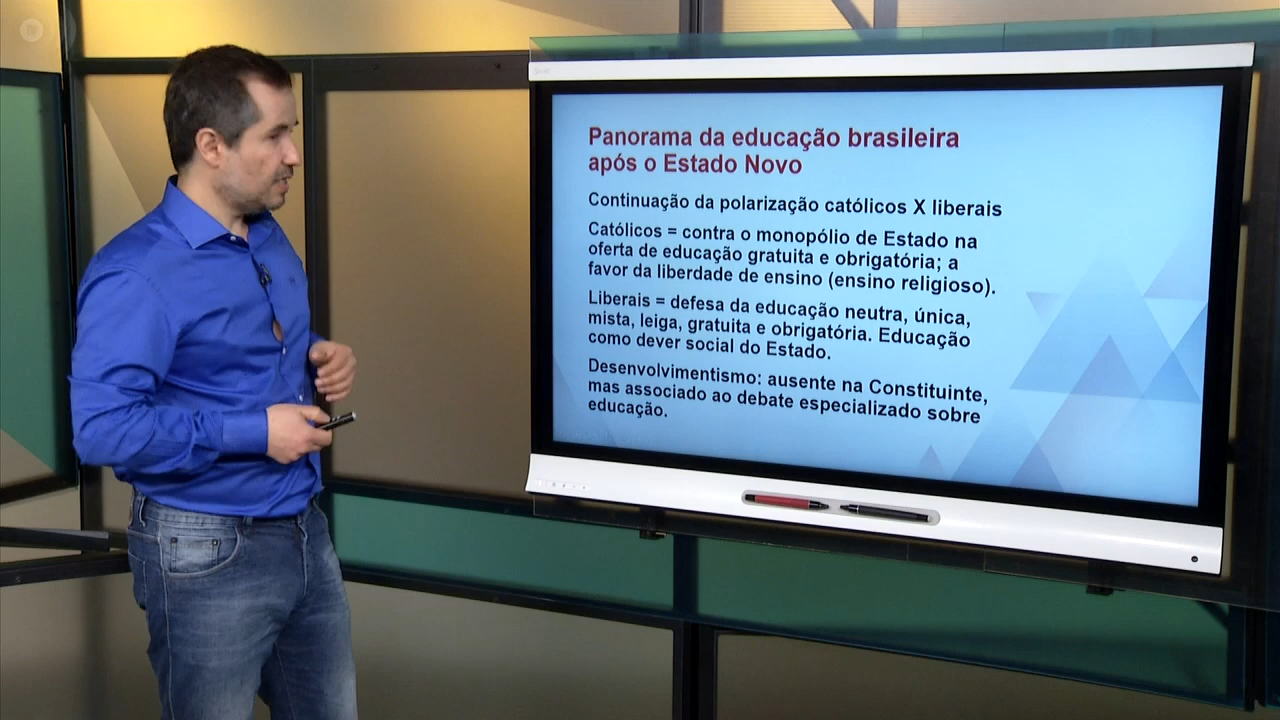 Panorama da educação brasileira
após o Estado Novo
Continuação da polarização católicos X liberais
Católicos = contra o monopólio de Estado na
oferta de educação gratuita e obrigatória; a
favor da liberdade de ensino (ensino religioso).
Liberais = defesa da educação neutra, única,
mista, leiga, gratuita e obrigatória. Educação
como dever social do Estado.
Desenvolvimentismo: ausente na Constituinte,
mas associado ao debate especializado sobre
educação.